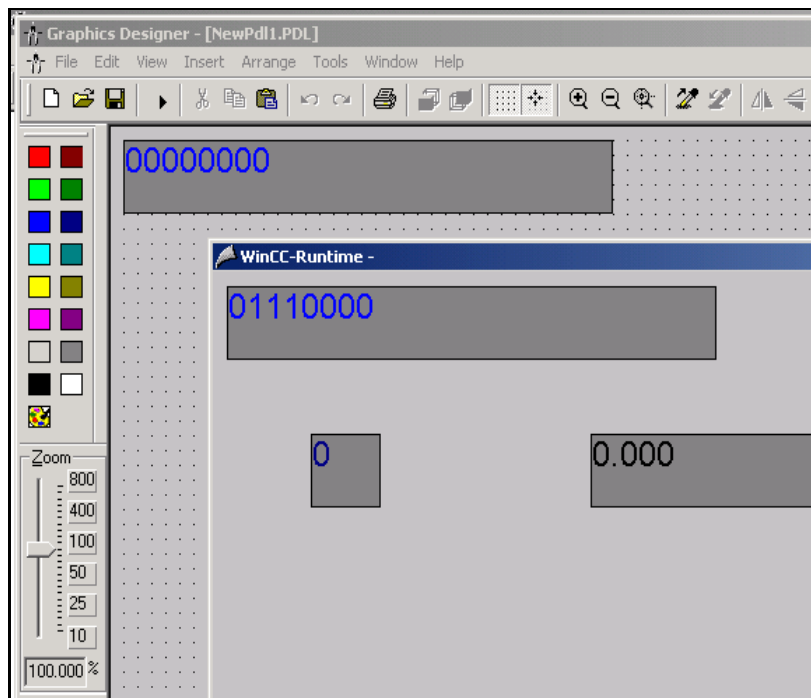 Graphics Designer - [NewPdl1.PDL]
File Edit View Insert Arrange Tools Window Help
00000000
WinCC-Runtime -
01110000
0
0.000
Zoom
800
400
100
50
25
10
100.000 %